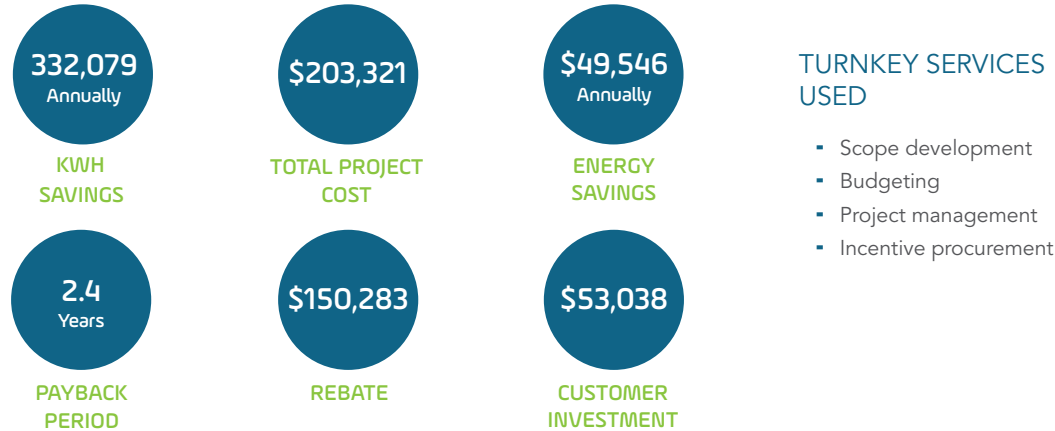 332,079
Annually
KWH
SAVINGS
$203,321
TOTAL PROJECT
COST
$49,546
Annually
ENERGY
SAVINGS
2.4
Years
PAYBACK
PERIOD
$150,283
REBATE
$53,038
CUSTOMER
INVESTMENT
TURNKEY SERVICES
USED
- Scope development
- Budgeting
- Project management
- Incentive procurement